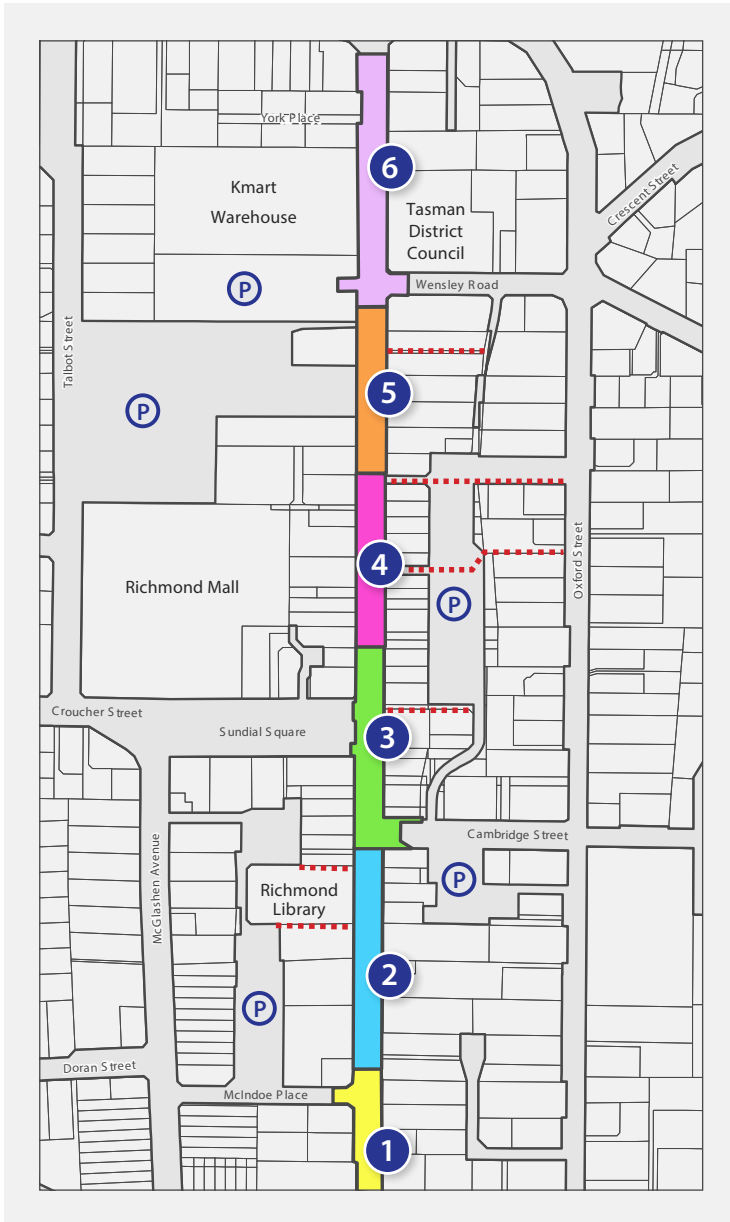 York Place
6
Kmart
Warehouse
Tasman
District
Council
Crescent Street
P
Wensley Road
Talbot Street
5
P
4
Richmond Mall
P
Oxford Street
Croucher Street
Sundial Square
3
Cambridge Street
McGlashen Avenue
P
Richmond
Library
2
P
Doran Street
McIndoe Place
1